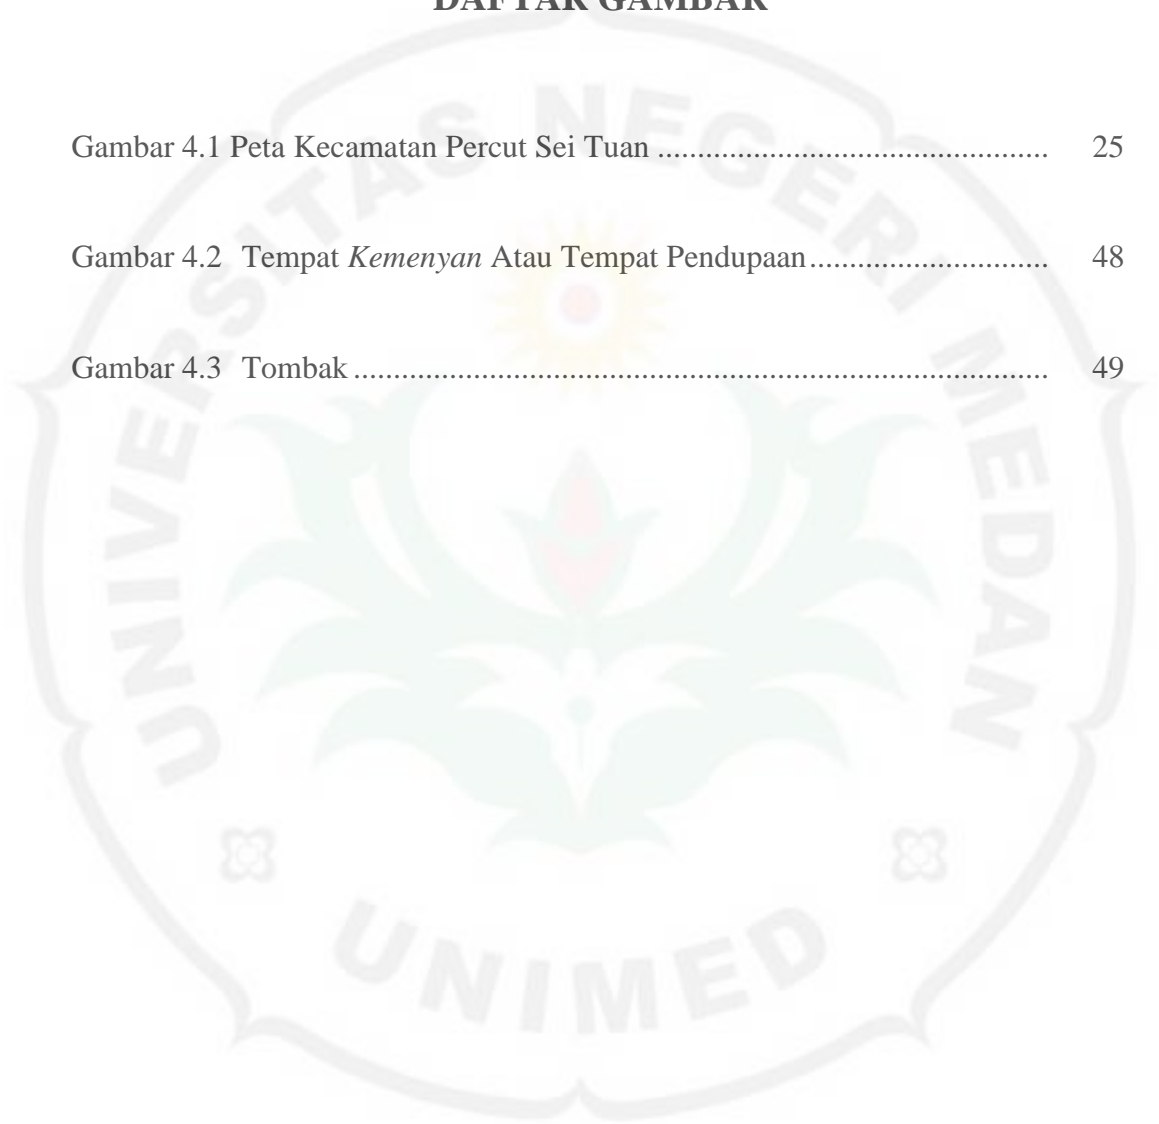 DAFTAR GAMBAR
Gambar 4.1 Peta Kecamatan Percut Sei Tuan ................................................. 25
Gambar 4.2 Tempat Kemenyan Atau Tempat Pendupaan.............................. 48
Gambar 4.3 Tombak ....................................................................................... 49
UNIVERSITAS NEGERI MEDAN
UNIMED